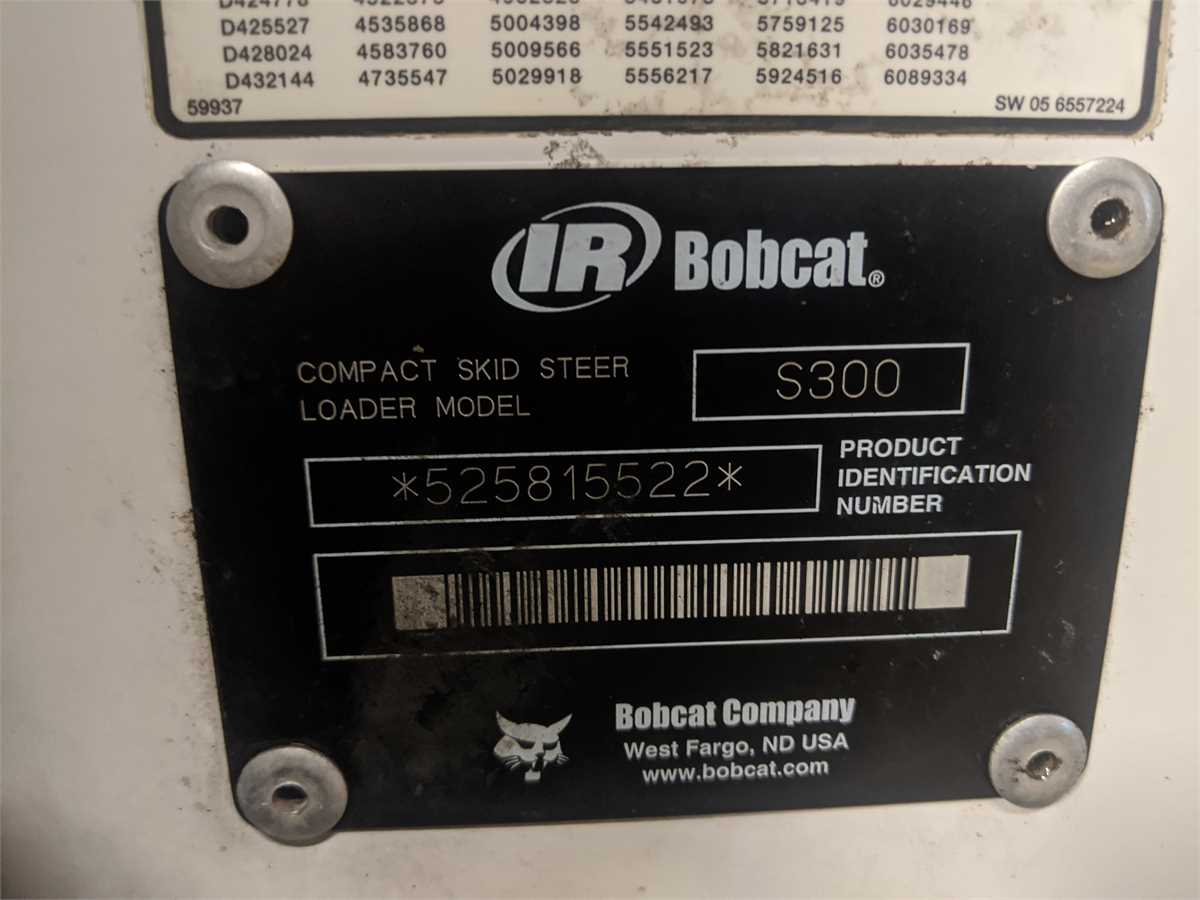 D425527 4535868 5004398 5542493 5759125 6030169
D428024 4583760 5009566 5551523 5821631 6035478
D432144 4735547 5029918 5556217 5924516 6089334
59937 SW 05 6557224
IR Bobcat®
COMPACT SKID STEER
LOADER MODEL
S300
*525815522*
PRODUCT
IDENTIFICATION
NUMBER
Bobcat Company
West Fargo, ND USA
www.bobcat.com